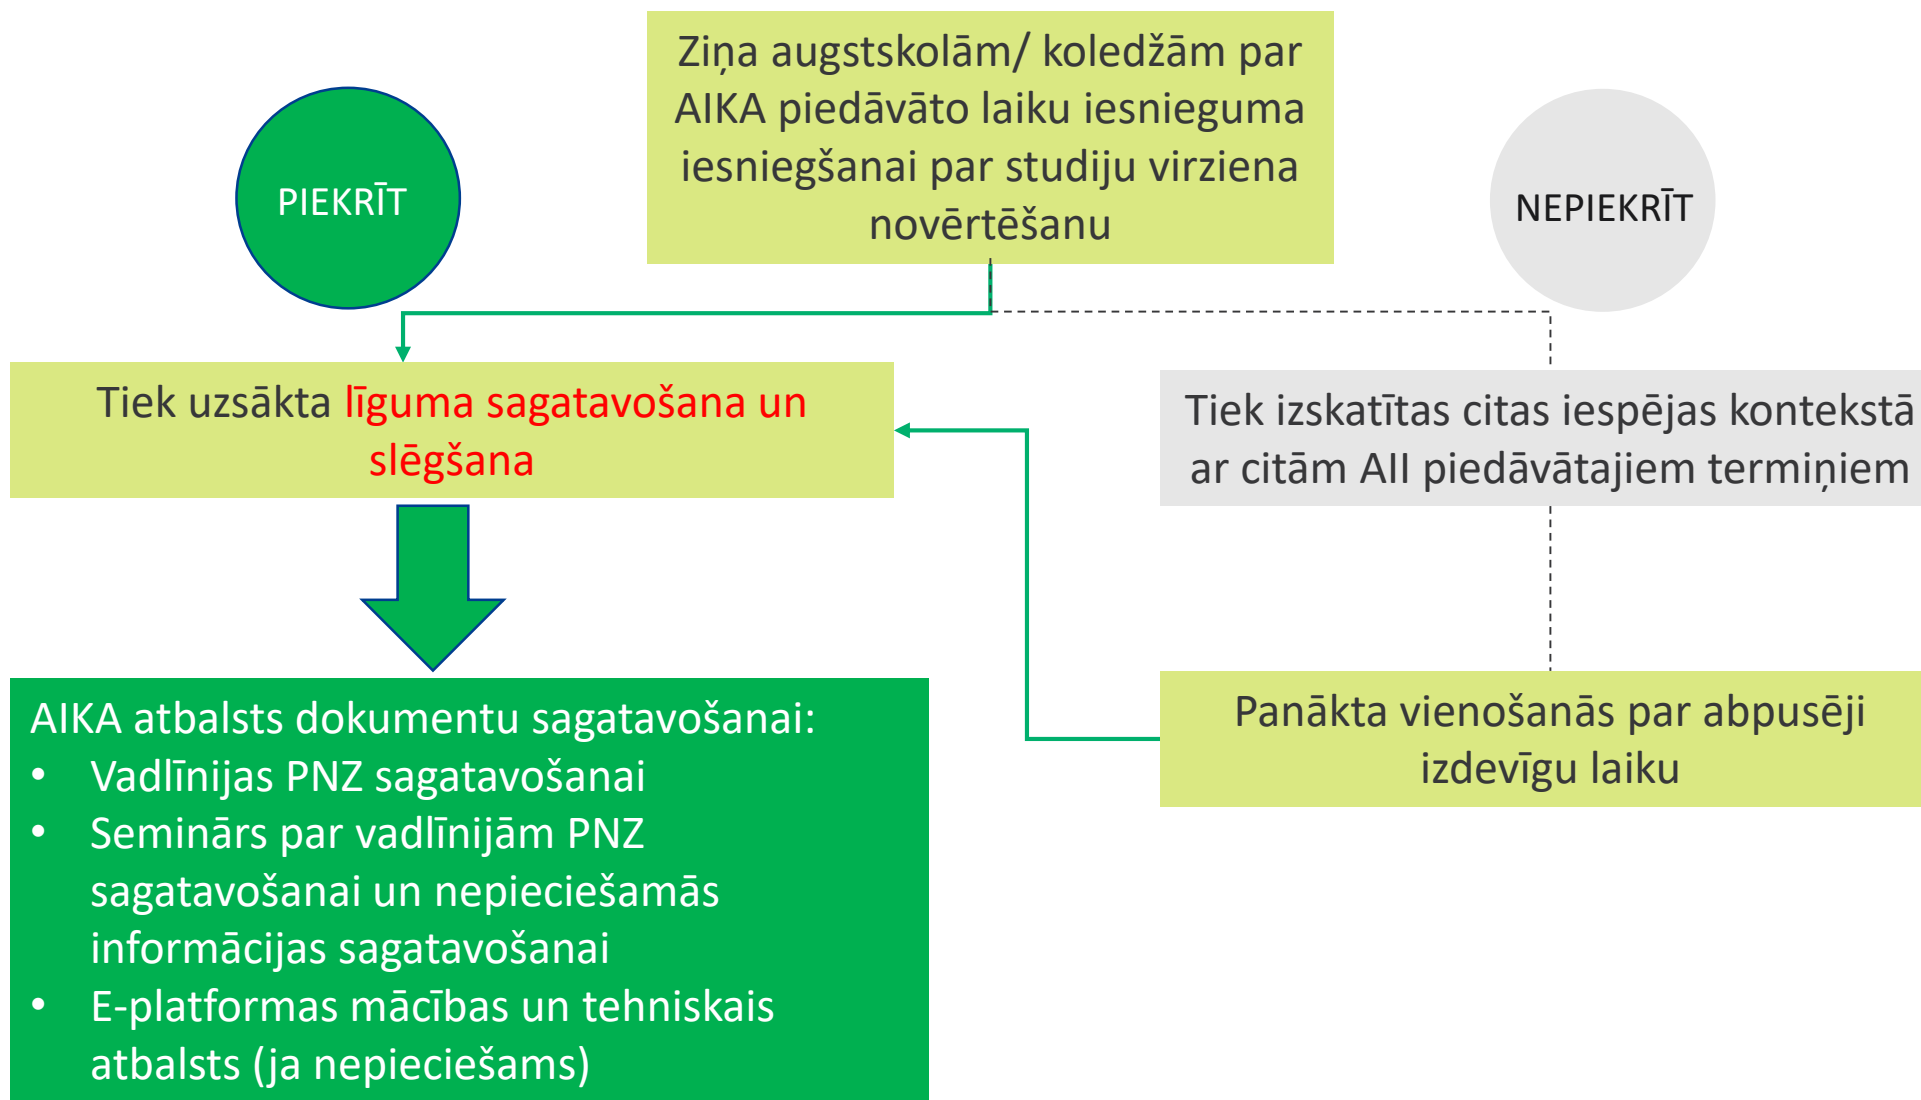 Ziņa augstskolām/ koledžām par
AIKA piedāvāto laiku iesnieguma
iesniegšanai par studiju virziena
novērtēšanu
PIEKRĪT
NEPIEKRĪT
Tiek uzsākta līguma sagatavošana un
slēgšana
Tiek izskatītas citas iespējas kontekstā
ar citām AII piedāvātajiem termiņiem
Panākta vienošanās par abpusēji
izdevīgu laiku
AIKA atbalsts dokumentu sagatavošanai:
• Vadlīnijas PNZ sagatavošanai
• Seminārs par vadlīnijām PNZ
sagatavošanai un nepieciešamās
informācijas sagatavošanai
• E-platformas mācības un tehniskais
atbalsts (ja nepieciešams)